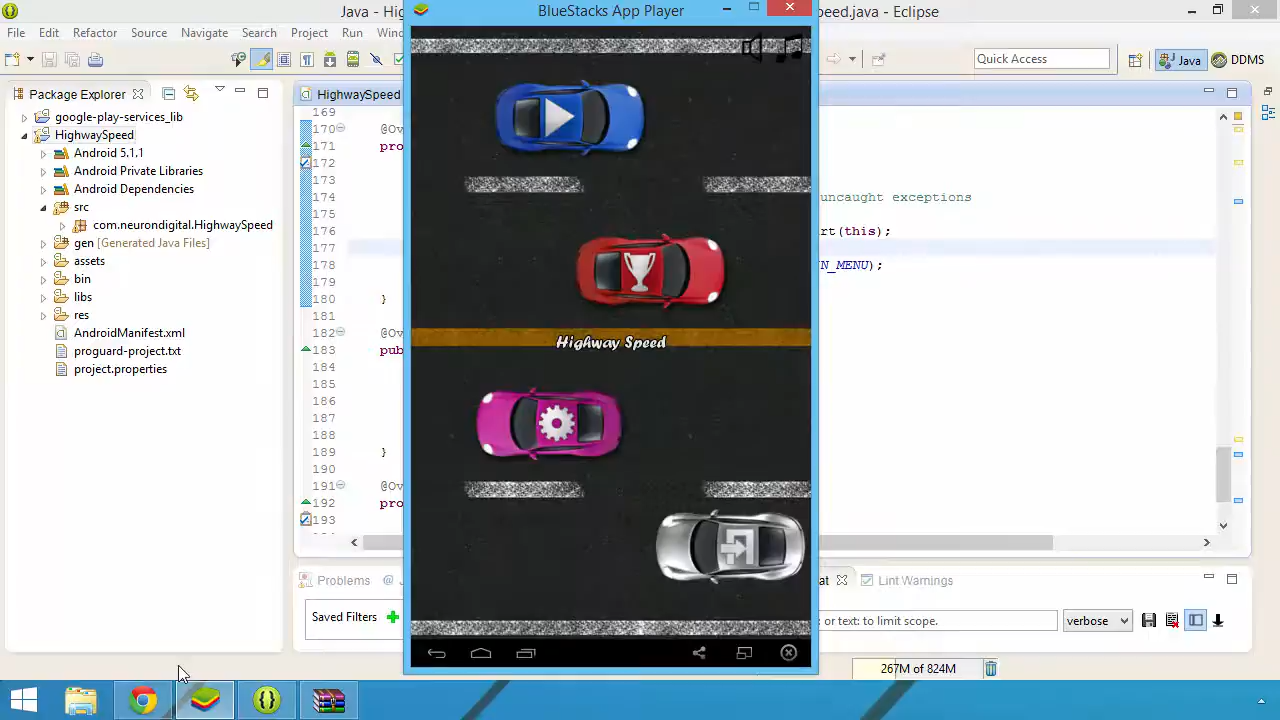 Java - Hig
BlueStacks App Player
peed.java - Eclipse
File Edit Refactor Source Navigate Search Project Run Win
Quick Access
Java
DDMS
Package Explorer
HighwaySpeed
google-play-services_lib
HighwaySpeed
Android 5.1.1
Android Private Libraries
Android Dependencies
src
com.neurondigital.HighwaySpeed
gen [Generated Java Files]
assets
bin
libs
res
AndroidManifest.xml
proguard-project.txt
project.properties
169
170 @Ov
171 pro
172
173
174 uncaught exceptions
175
176 rt(this);
177
178 IN_MENU);
179
180 }
181
182 @Ov
183 pub
184
185
186
187
188
189 }
190
191 @Ov
192 pro
193
Highway Speed
Problems @ J
at
Lint Warnings
Saved Filters
or text: to limit scope.
verbose
267M of 824M